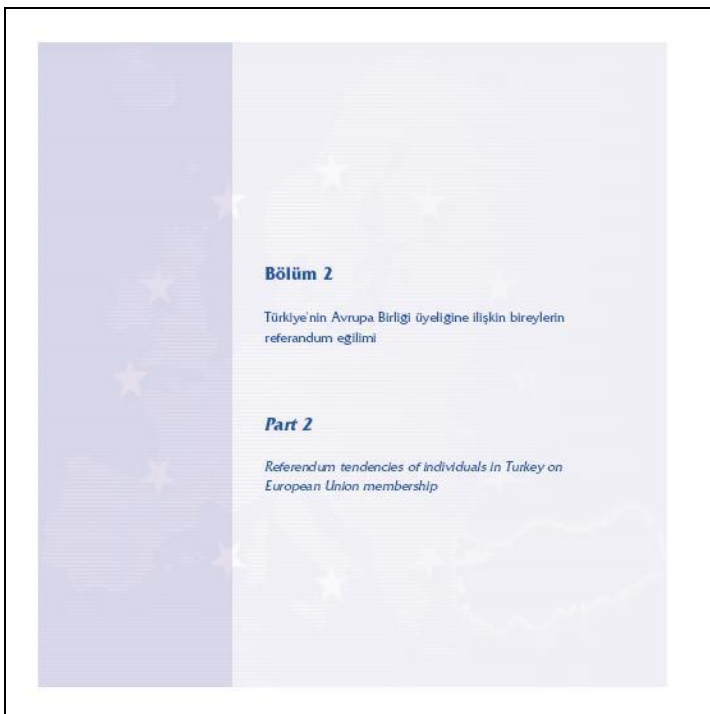 Bölüm 2
Türkiye'nin Avrupa Birliği üyeliğine ilişkin bireylerin
referandum eğilimi
Part 2
Referendum tendencies of individuals in Turkey on
European Union membership